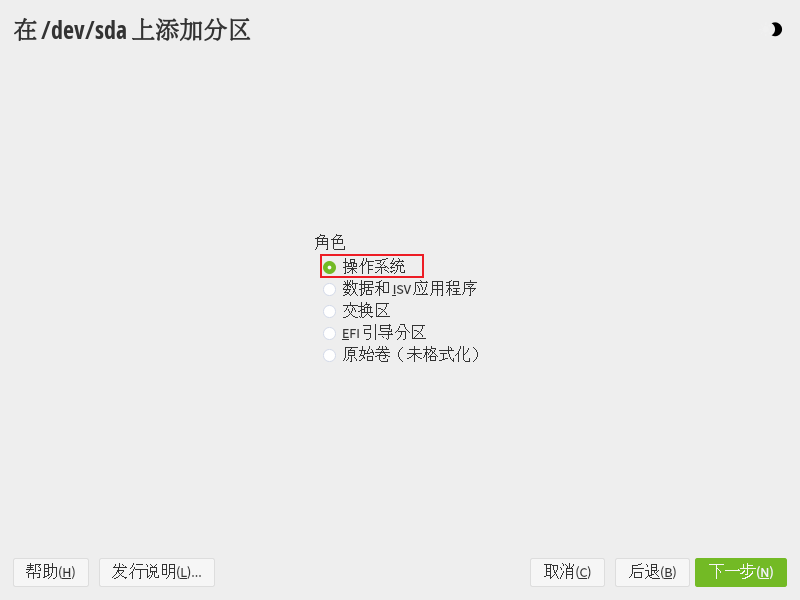 在 /dev/sda 上添加分区
角色
操作系统
数据和 ISV 应用程序
交换区
EFI 引导分区
原始卷（未格式化）
帮助(H) 发行说明(L)... 取消(C) 后退(B) 下一步(N)